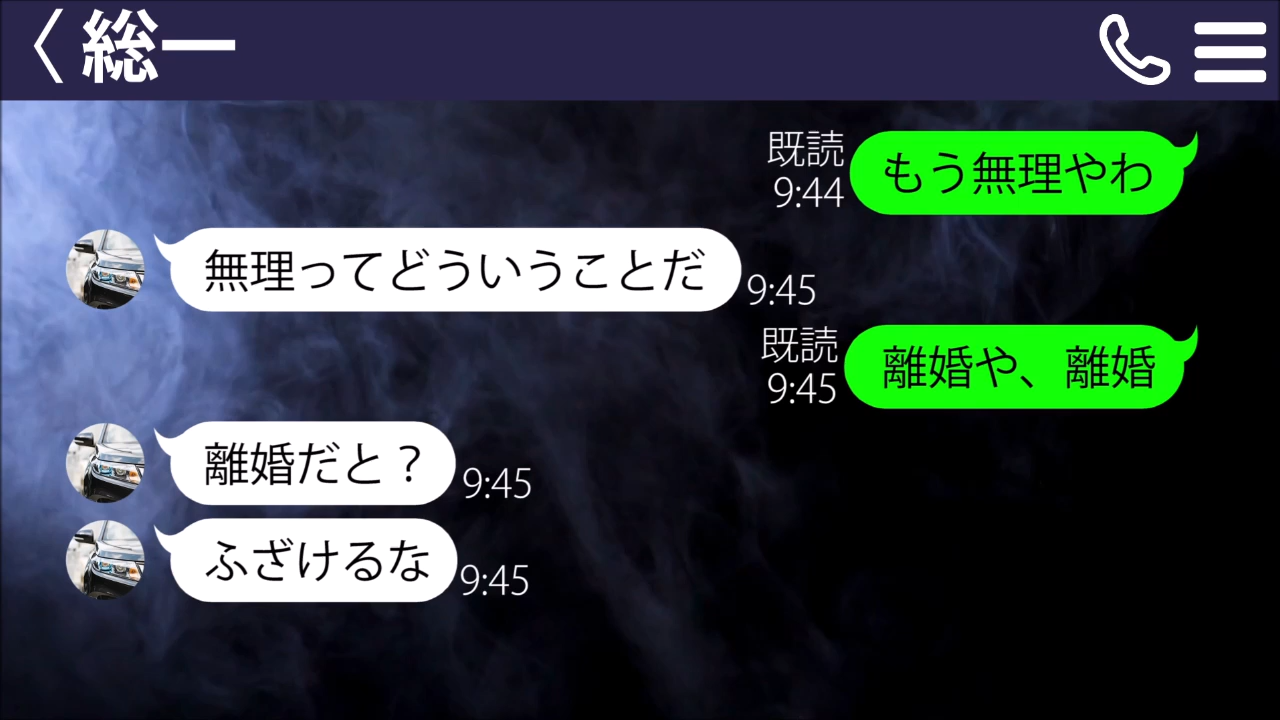 総一
既読
9:44
もう無理やわ
無理ってどういうことだ
9:45
既読
9:45
離婚や、離婚
離婚だと？
9:45
ふざけるな
9:45